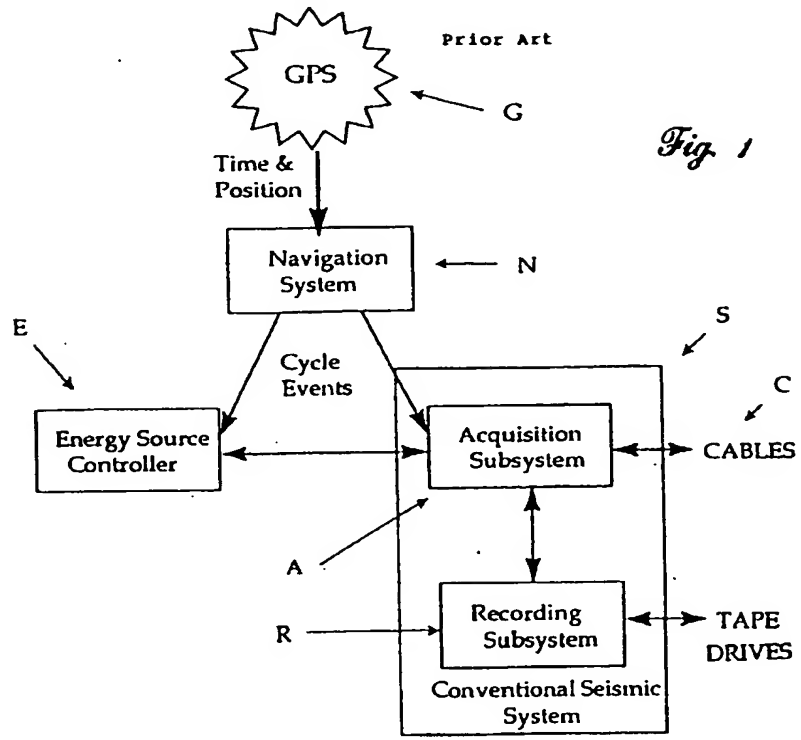 Prior Art
GPS
G
Fig 1
Time &
Position
Navigation
System
N
S
E
Cycle
Events
C
Energy Source
Controller
Acquisition
Subsystem
CABLES
A
R
Recording
Subsystem
TAPE
DRIVES
Conventional Seismic
System